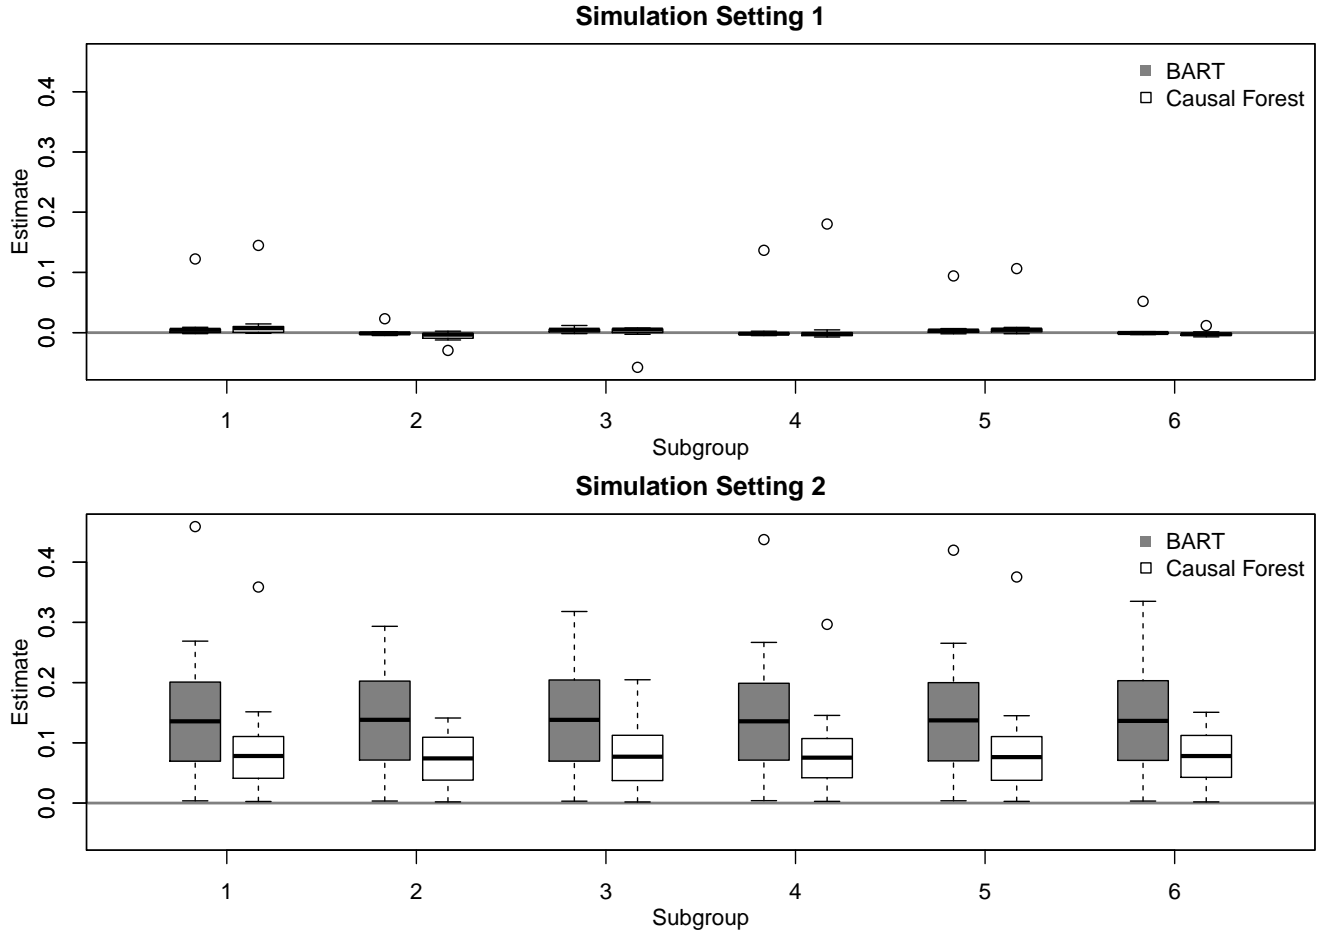 Simulation Setting 1
BART
Causal Forest
Estimate
0.4
0.3
0.2
0.1
0.0
1 2 3 4 5 6
Subgroup
Simulation Setting 2
BART
Causal Forest
Estimate
0.4
0.3
0.2
0.1
0.0
1 2 3 4 5 6
Subgroup